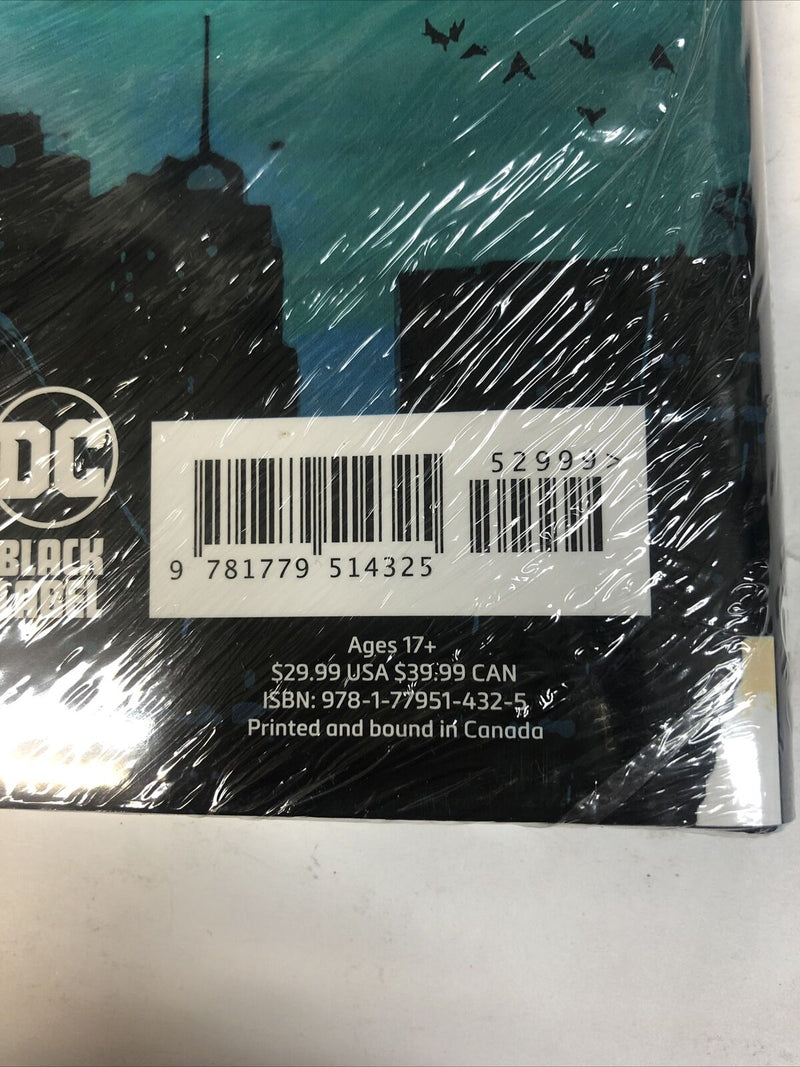 DC
BLACK
LABEL
52999>
9 781779 514325
Ages 17+
$29.99 USA $39.99 CAN
ISBN: 978-1-77951-432-5
Printed and bound in Canada